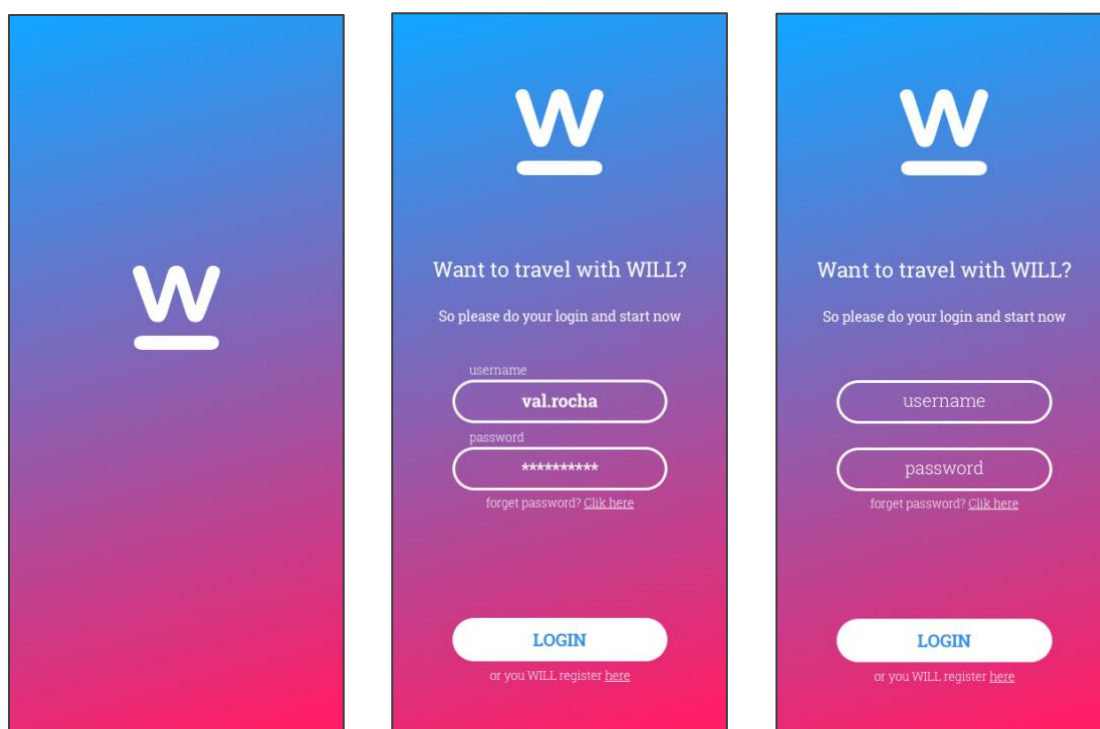 W
W
Want to travel with WILL?
So please do your login and start now
username
val.rocha
password
**********
forget password? Clik here
LOGIN
or you WILL register here
W
Want to travel with WILL?
So please do your login and start now
username
password
forget password? Clik here
LOGIN
or you WILL register here